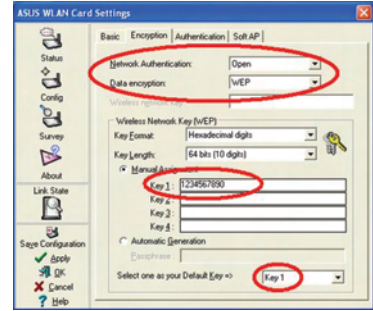 ASUS WLAN Card Settings
Basic Encryption Authentication Soft AP
Status
Config
Survey
About
Link State
Save Configuration
Apply
OK
Cancel
Help
Network Authentication: Open
Data encryption: WEP
Wireless network key
Wireless Network Key (WEP)
Key Format: Hexadecimal digits
Key Length: 64 bits (10 digits)
Manual Assignment
Key 1 : 1234567890
Key 2 :
Key 3 :
Key 4 :
Automatic Generation
Passphrase :
Select one as your Default Key => Key 1